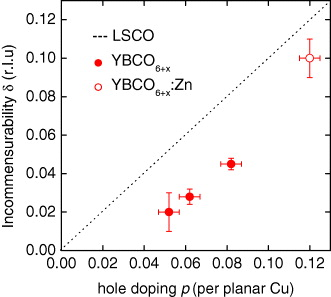 LSCO
YBCO6+x
YBCO6+x:Zn
Incommensurability δ (r.l.u)
0.12
0.10
0.08
0.06
0.04
0.02
0.00
0.00 0.02 0.04 0.06 0.08 0.10 0.12
hole doping p (per planar Cu)